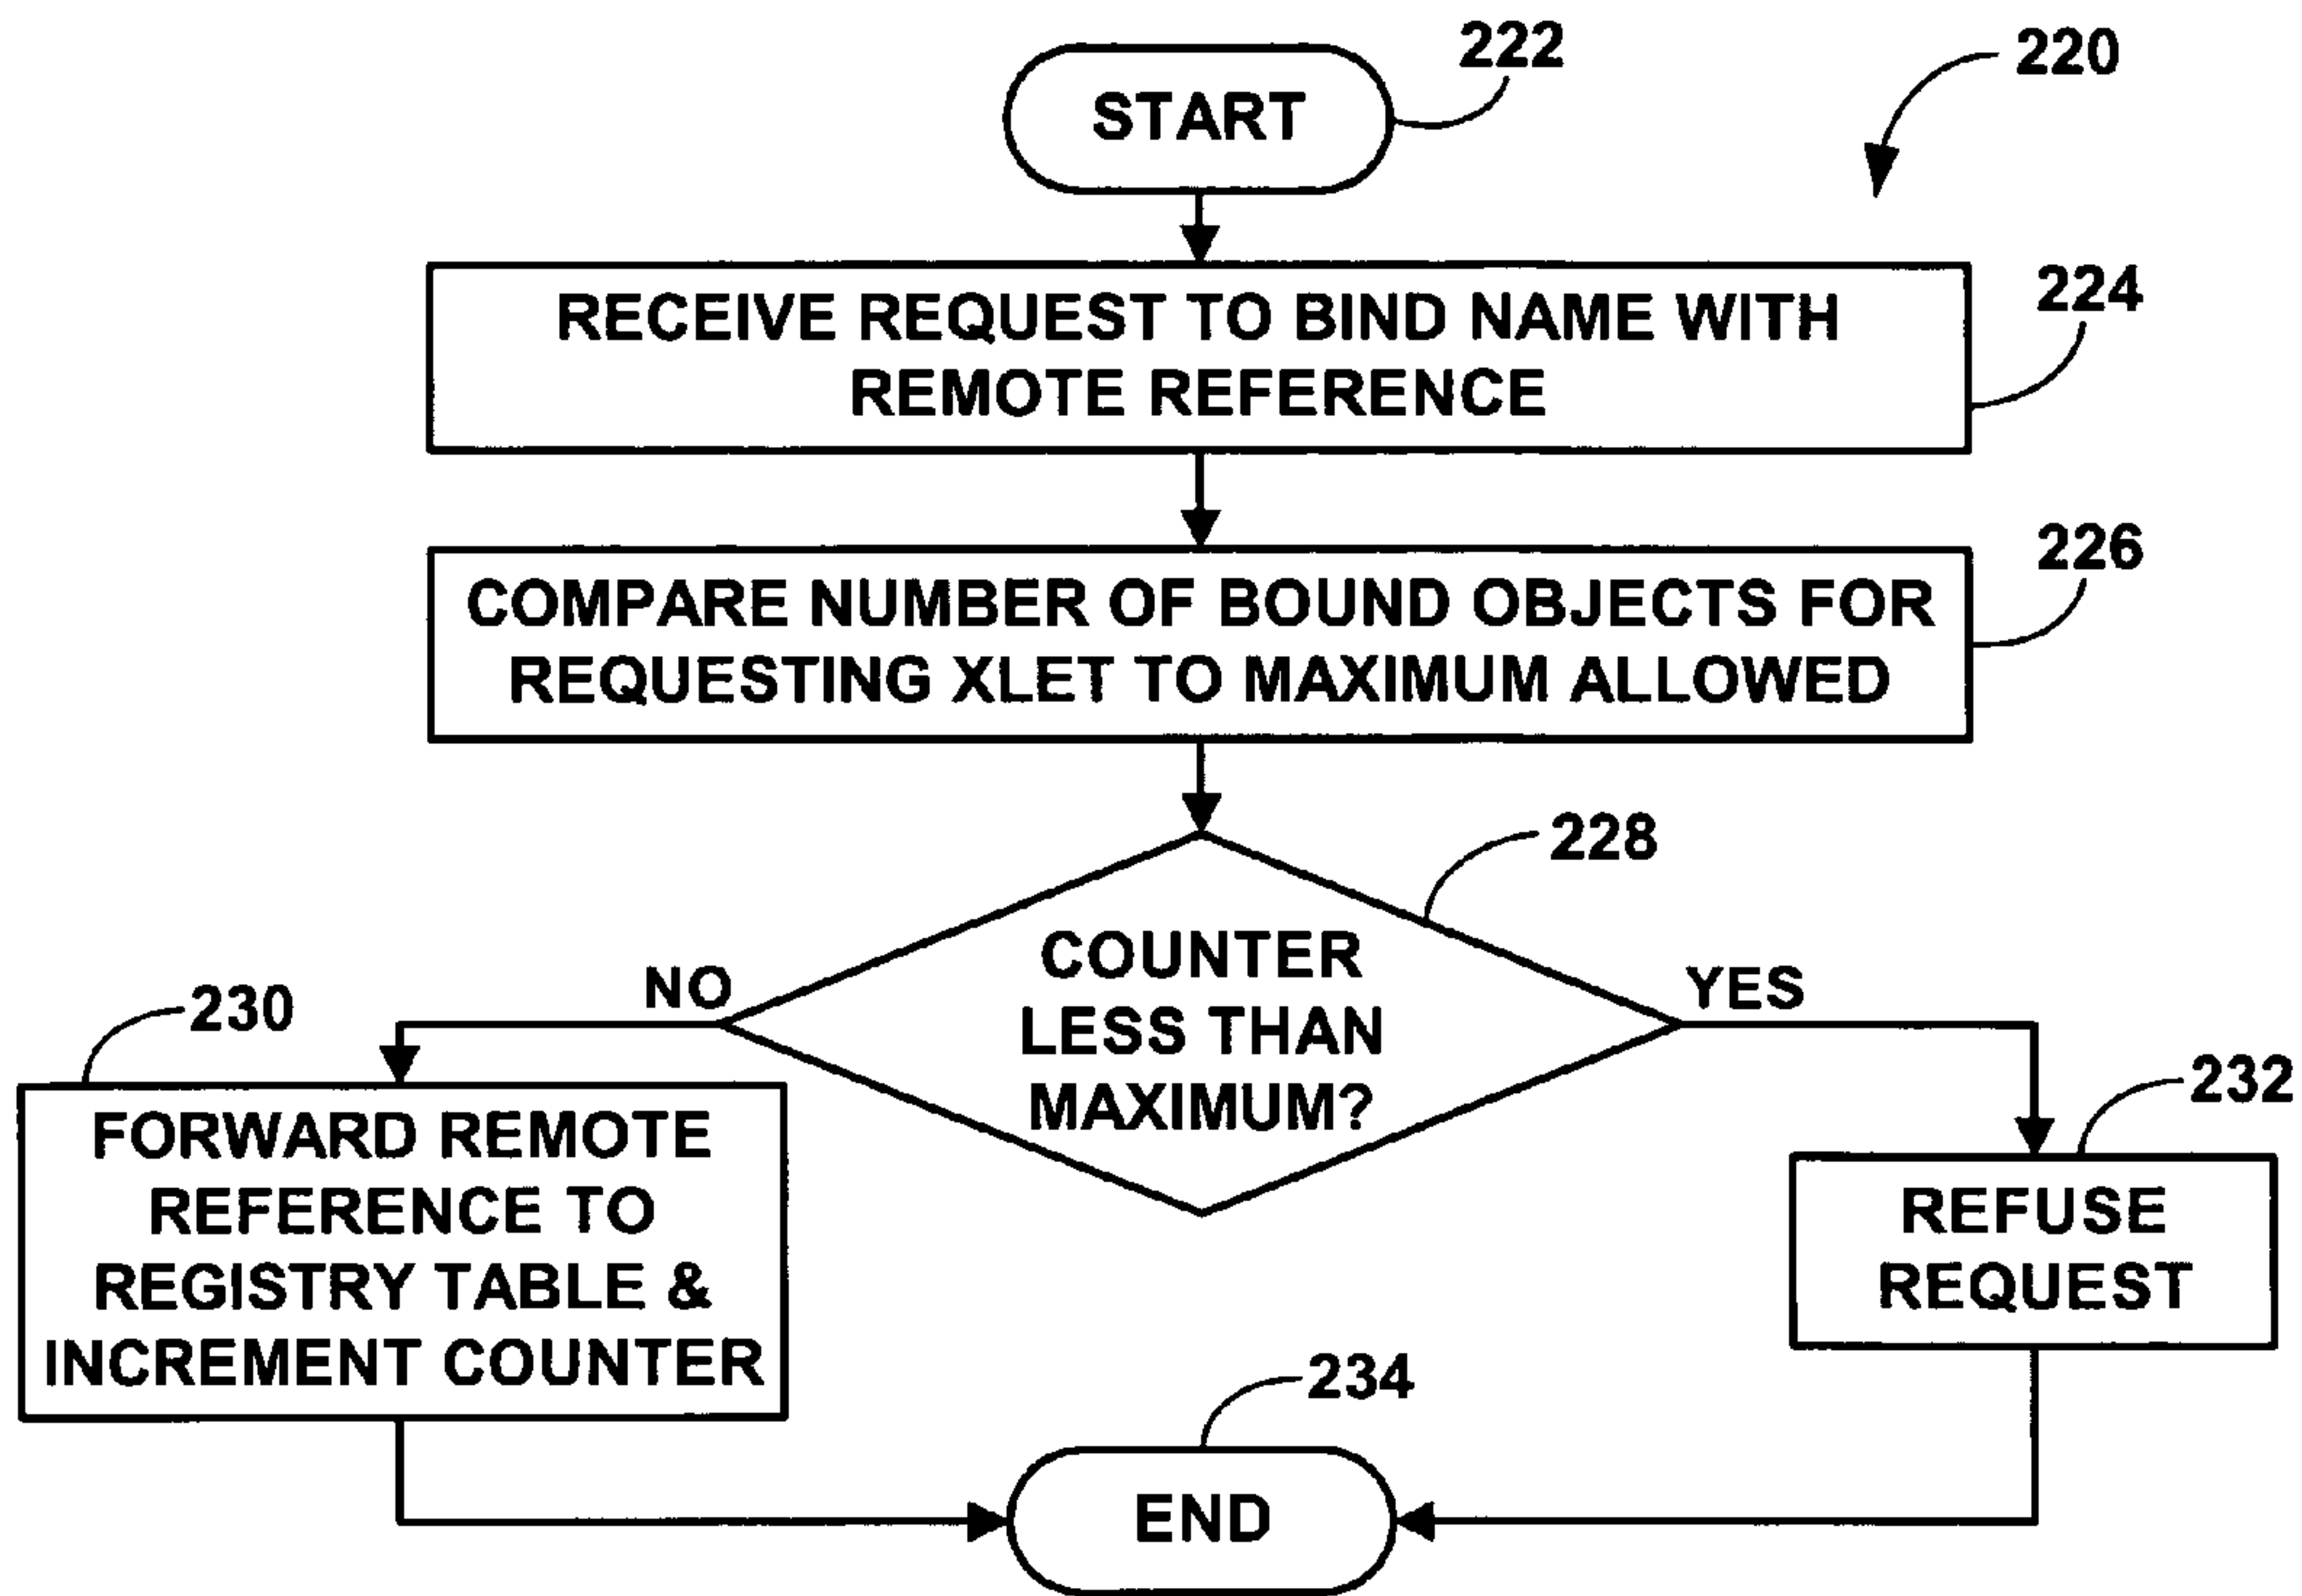 222
220
START
224
RECEIVE REQUEST TO BIND NAME WITH
REMOTE REFERENCE
226
COMPARE NUMBER OF BOUND OBJECTS FOR
REQUESTING XLET TO MAXIMUM ALLOWED
228
COUNTER
LESS THAN
MAXIMUM?
NO
YES
230
FORWARD REMOTE
REFERENCE TO
REGISTRY TABLE &
INCREMENT COUNTER
232
REFUSE
REQUEST
234
END